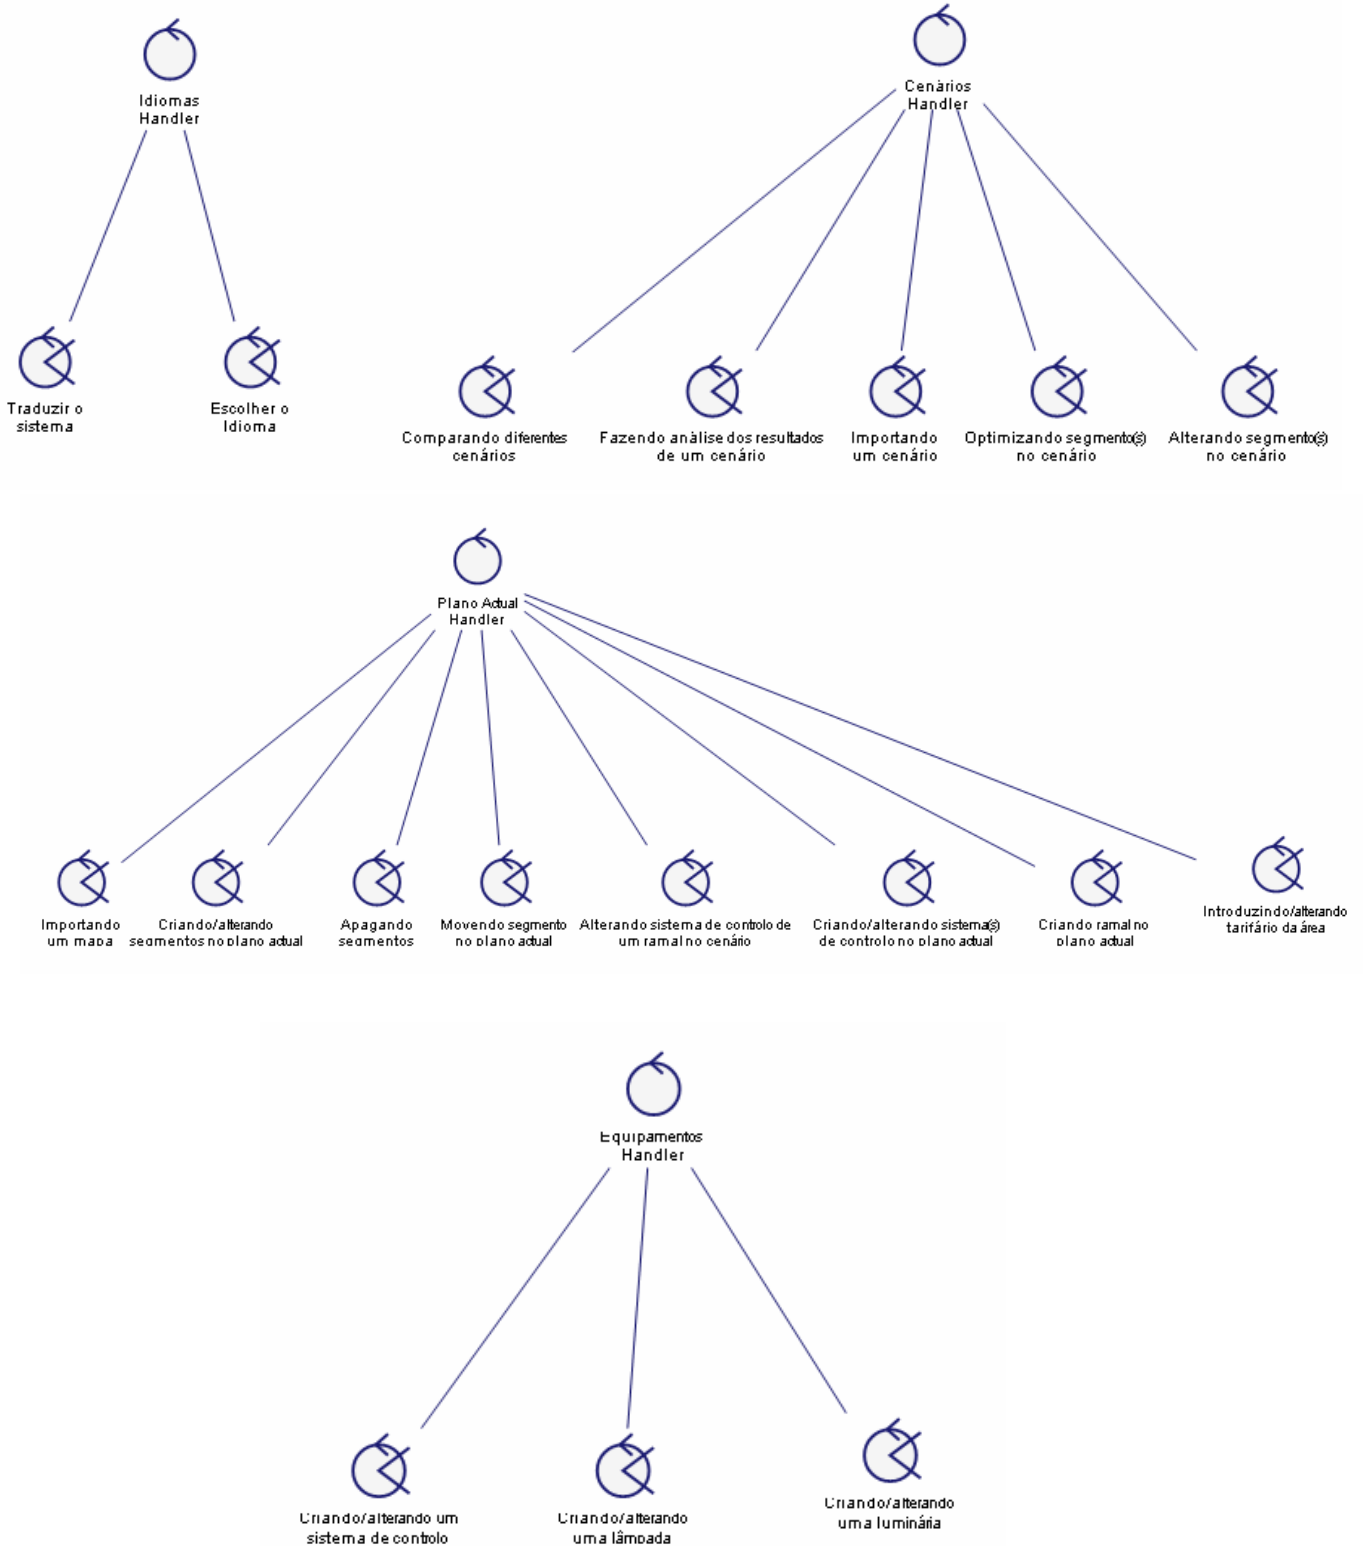 Idiomas
Handler
Cenários
Handler
Traduzir o
sistema
Escolher o
Idioma
Comparando diferentes
cenários
Fazendo análise dos resultados
de um cenário
Importando
um cenário
Optimizando segmento(s)
no cenário
Alterando segmento(s)
no cenário
Plano Actual
Handler
Importando
um mapa
Criando/alterando
segmentos no plano actual
Apagando
segmentos
Movendo segmento
no plano actual
Alterando sistema de controlo de
um ramal no cenário
Criando/alterando sistema(s)
de controlo no plano actual
Criando ramal no
plano actual
Introduzindo/alterando
tarifário da área
Equipamentos
Handler
Criando/alterando um
sistema de controlo
Criando/alterando
uma lâmpada
Criando/alterando
uma luminária